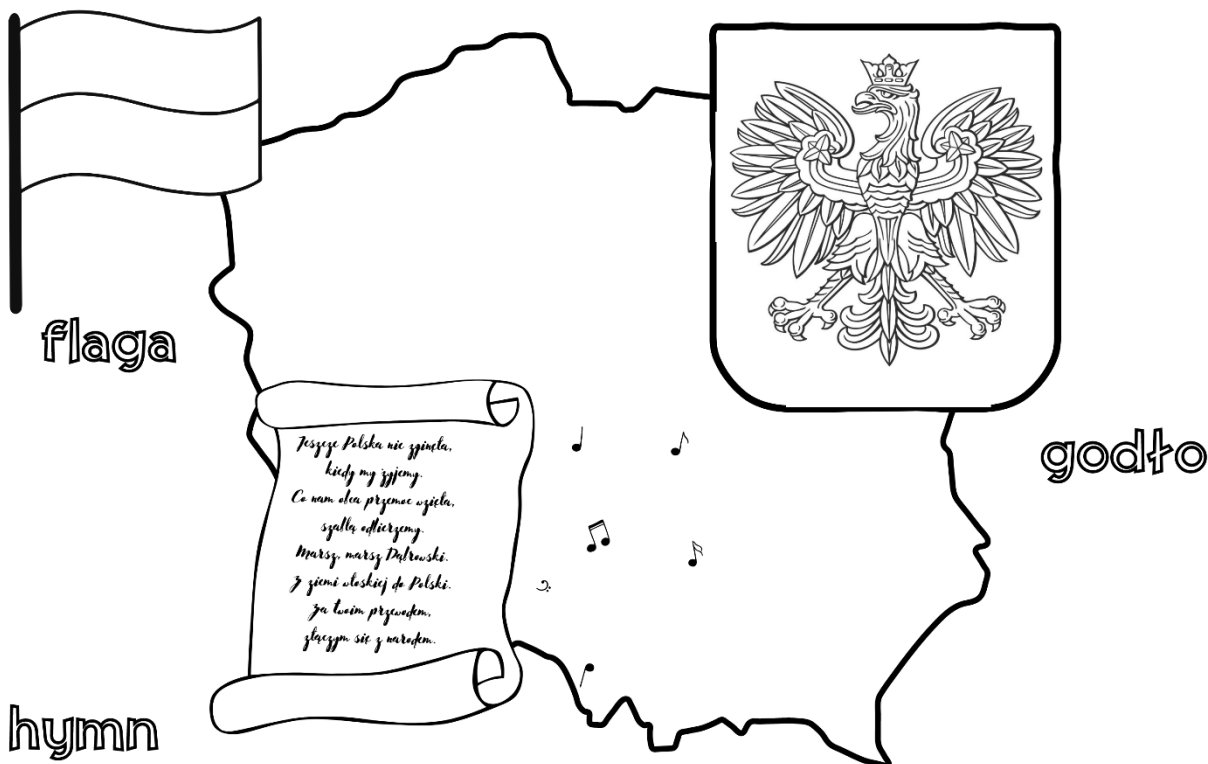 flaga
godło
Jeszcze Polska nie zginęła,
kiedy my żyjemy.
Co nam obca przemoc wzięła,
szablą odbierzemy.
Marsz, marsz Dąbrowski.
Z ziemi włoskiej do Polski.
Za twoim przewodem,
złączym się z narodem.
hymn